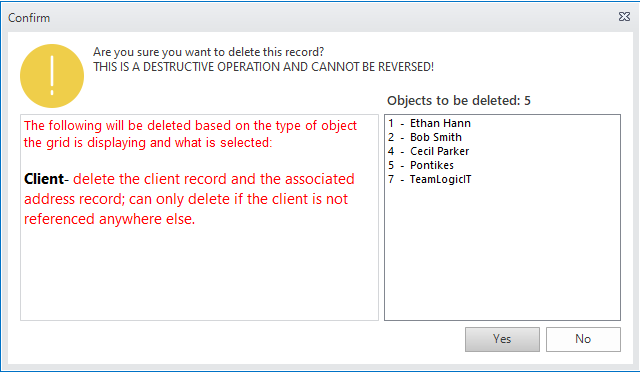 Confirm
Are you sure you want to delete this record?
THIS IS A DESTRUCTIVE OPERATION AND CANNOT BE REVERSED!
Objects to be deleted: 5
The following will be deleted based on the type of object
the grid is displaying and what is selected:
Client- delete the client record and the associated
address record; can only delete if the client is not
referenced anywhere else.
1 - Ethan Hann
2 - Bob Smith
4 - Cecil Parker
5 - Pontikes
7 - TeamLogicIT
Yes
No